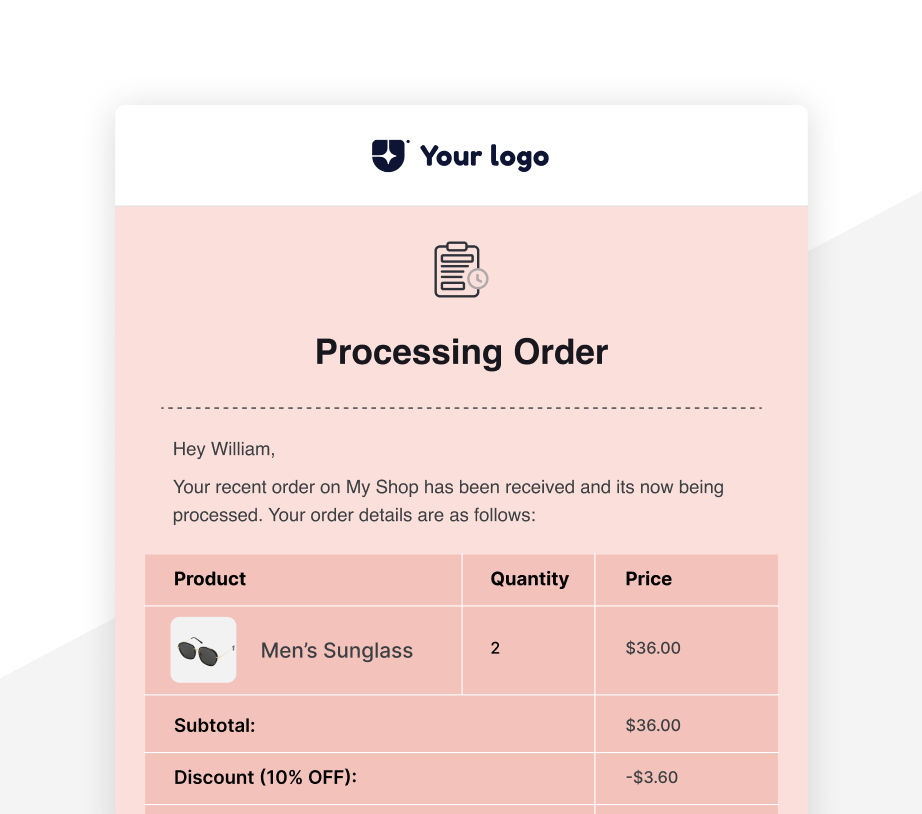 Your logo
Processing Order
Hey William,
Your recent order on My Shop has been received and its now being
processed. Your order details are as follows:
Product Quantity Price
Men’s Sunglass 2 $36.00
Subtotal: $36.00
Discount (10% OFF): -$3.60